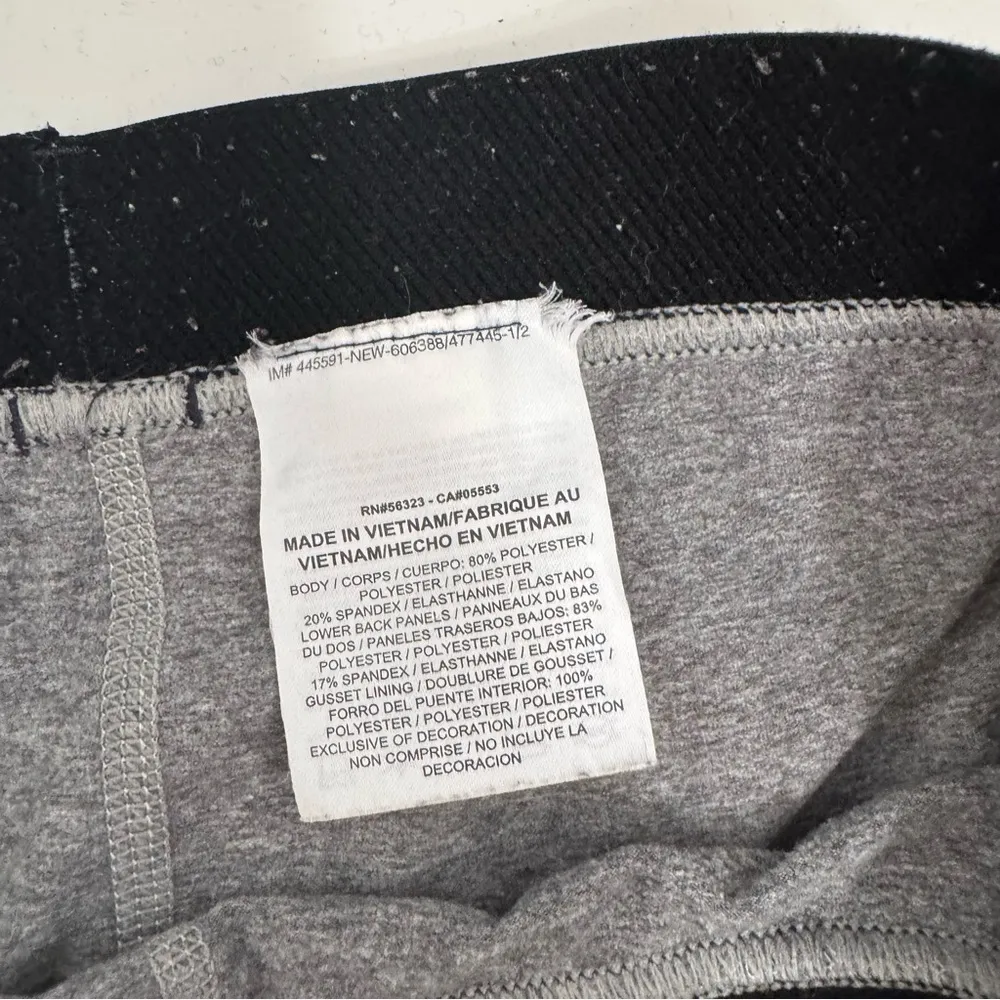 IM# 445591-NEW-606388/477445-1/2
RN#56323 - CA#05553
MADE IN VIETNAM/FABRIQUE AU
VIETNAM/HECHO EN VIETNAM
BODY / CORPS / CUERPO: 80% POLYESTER /
POLYESTER / POLIESTER
20% SPANDEX / ELASTHANNE / ELASTANO
LOWER BACK PANELS / PANNEAUX DU BAS
DU DOS / PANELES TRASEROS BAJOS: 83%
POLYESTER / POLYESTER / POLIESTER
17% SPANDEX / ELASTHANNE / ELASTANO
GUSSET LINING / DOUBLURE DE GOUSSET /
FORRO DEL PUENTE INTERIOR: 100%
POLYESTER / POLYESTER / POLIESTER
EXCLUSIVE OF DECORATION / DECORATION
NON COMPRISE / NO INCLUYE LA
DECORACION